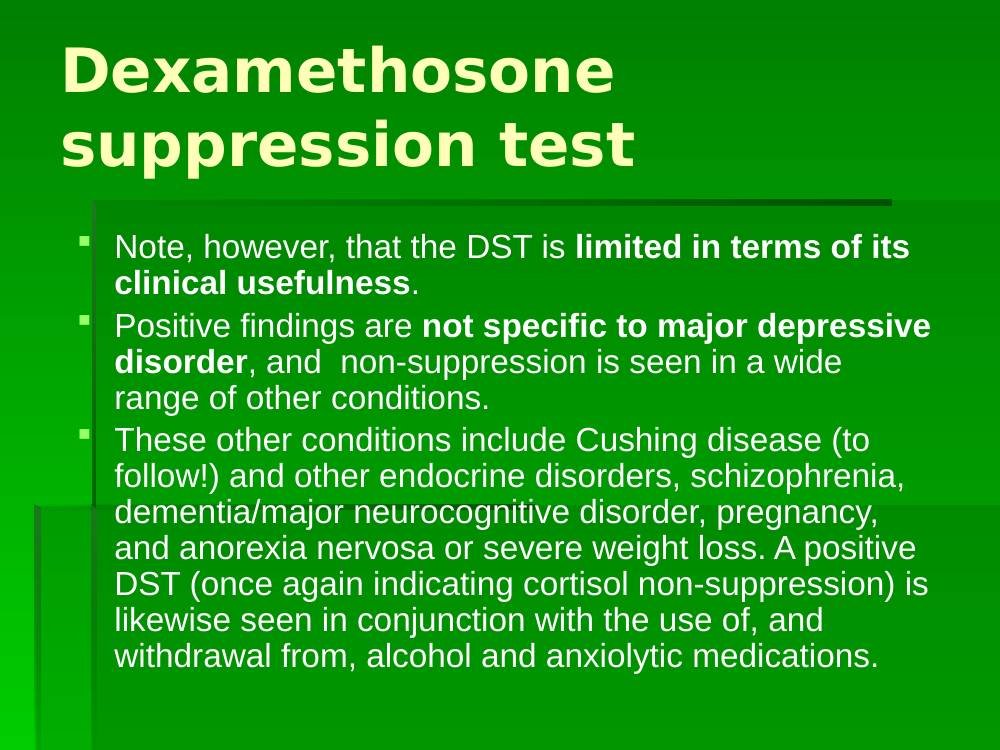 Dexamethosone
suppression test
Note, however, that the DST is limited in terms of its
clinical usefulness.
Positive findings are not specific to major depressive
disorder, and  non-suppression is seen in a wide
range of other conditions.
These other conditions include Cushing disease (to
follow!) and other endocrine disorders, schizophrenia,
dementia/major neurocognitive disorder, pregnancy,
and anorexia nervosa or severe weight loss. A positive
DST (once again indicating cortisol non-suppression) is
likewise seen in conjunction with the use of, and
withdrawal from, alcohol and anxiolytic medications.